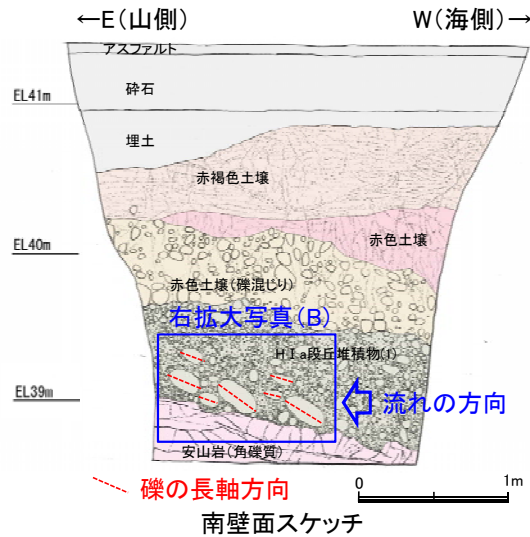 ←E(山側)
W(海側)→
アスファルト
砕石
EL41m
埋土
赤褐色土壌
赤色土壌
EL40m
赤色土壌(礫混じり)
右拡大写真(B)
HⅠa段丘堆積物(1)
EL39m
流れの方向
安山岩(角礫質)
礫の長軸方向
0 1m
南壁面スケッチ